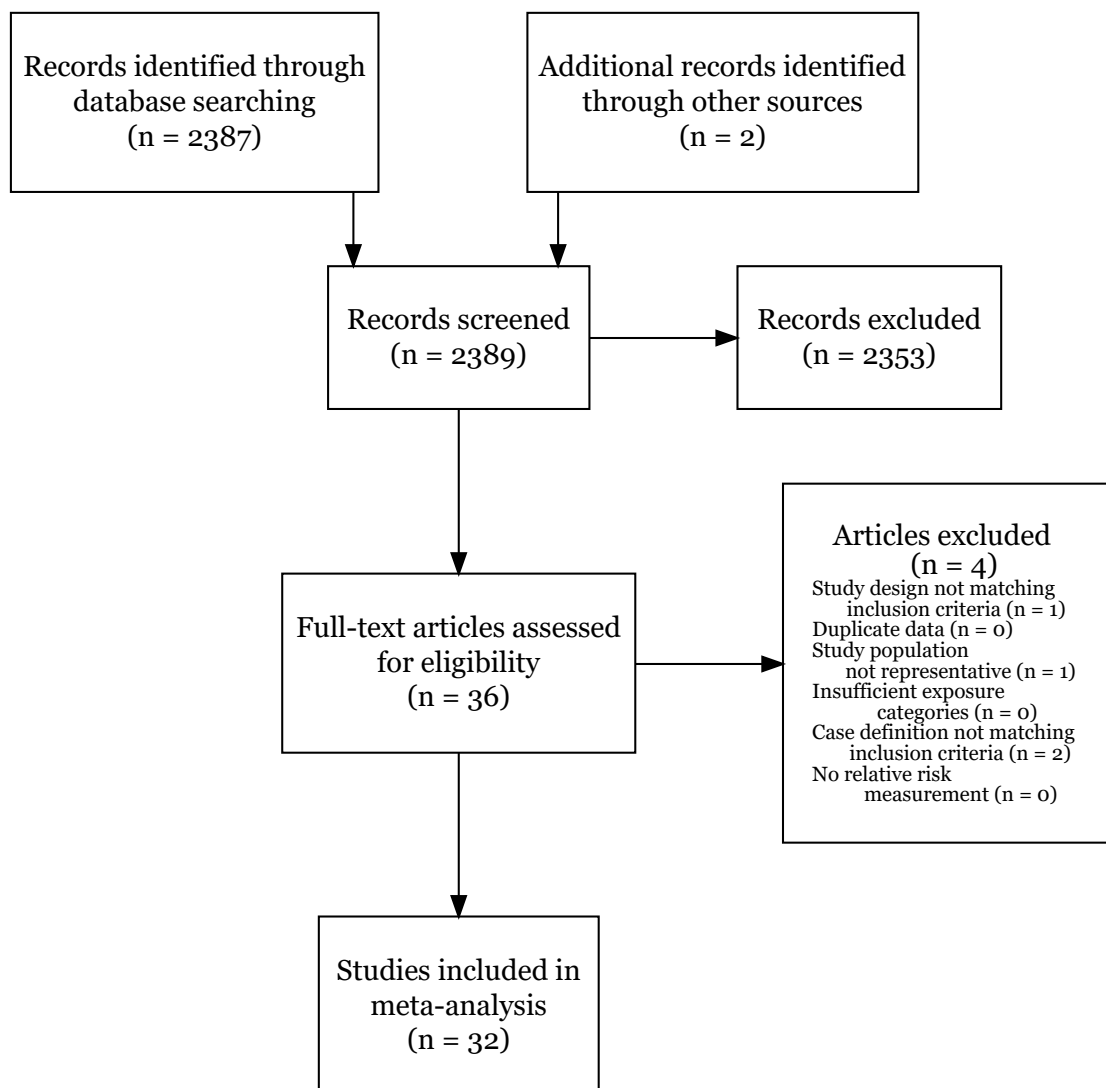 Records identified through
database searching
(n = 2387)
Additional records identified
through other sources
(n = 2)
Records screened
(n = 2389)
Records excluded
(n = 2353)
Full-text articles assessed
for eligibility
(n = 36)
Articles excluded
(n = 4)
Study design not matching
inclusion criteria (n = 1)
Duplicate data (n = 0)
Study population
not representative (n = 1)
Insufficient exposure
categories (n = 0)
Case definition not matching
inclusion criteria (n = 2)
No relative risk
measurement (n = 0)
Studies included in
meta-analysis
(n = 32)